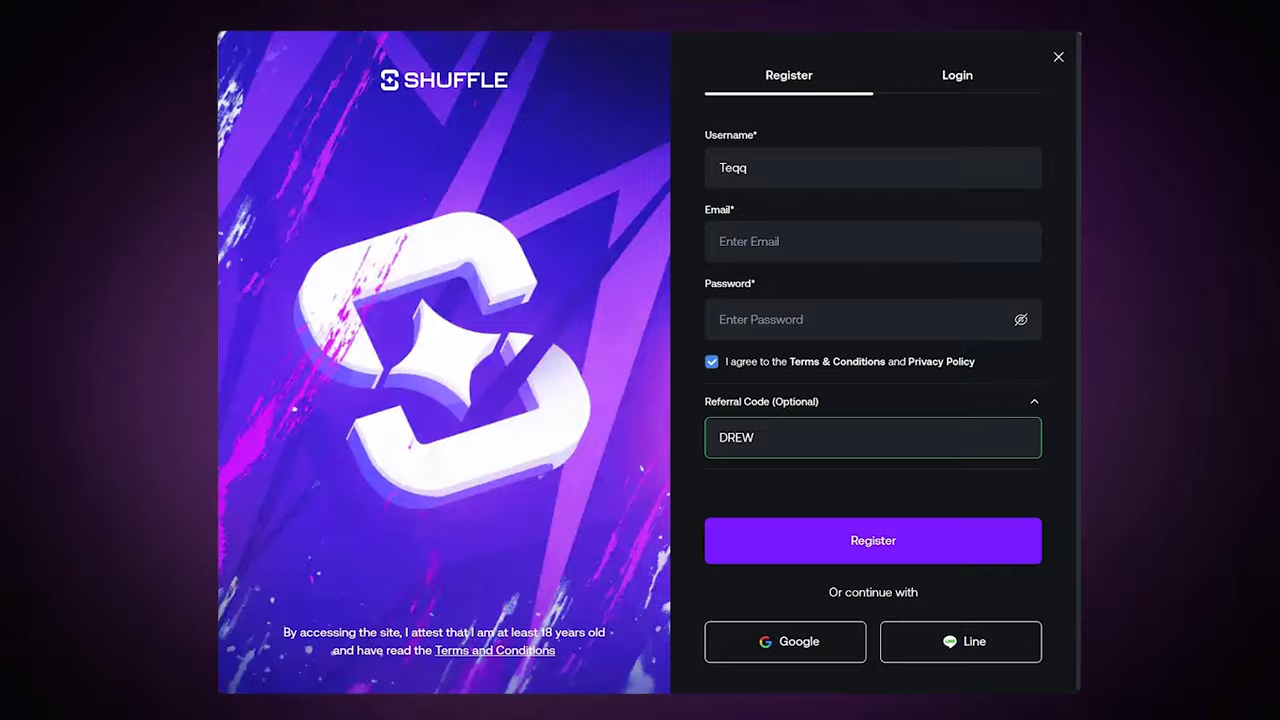 SHUFFLE
By accessing the site, I attest that I am at least 18 years old
and have read the Terms and Conditions
Register
Login
Username*
Teqq
Email*
Enter Email
Password*
Enter Password
I agree to the Terms & Conditions and Privacy Policy
Referral Code (Optional)
DREW
Register
Or continue with
Google
LINE
Line